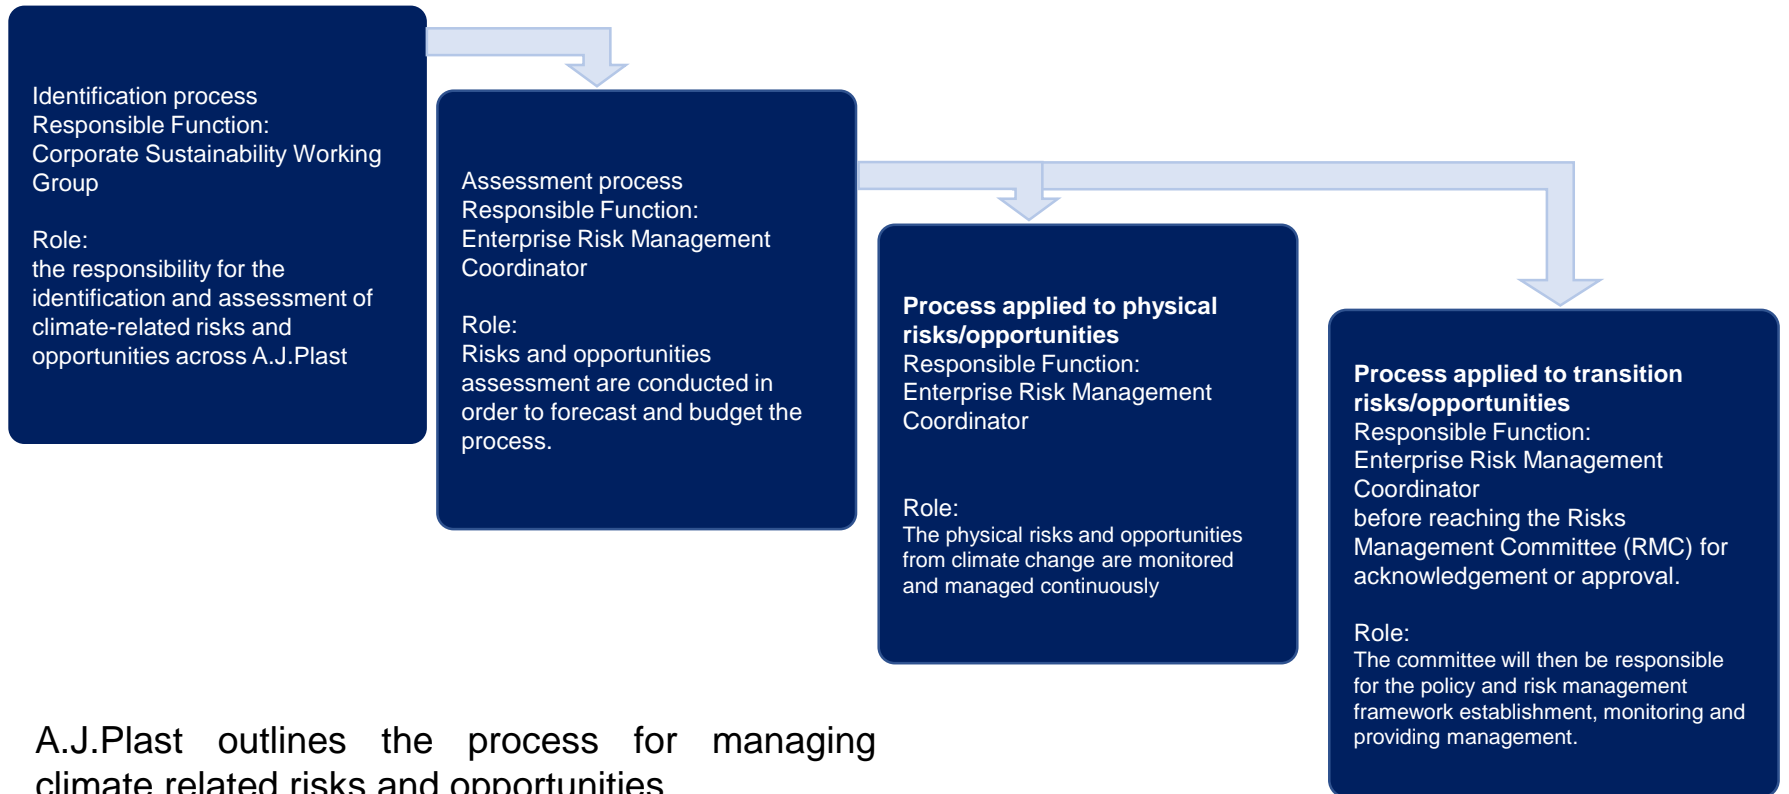 Identification process
Responsible Function:
Corporate Sustainability Working
Group
Role:
the responsibility for the
identification and assessment of
climate-related risks and
opportunities across A.J.Plast
Assessment process
Responsible Function:
Enterprise Risk Management
Coordinator
Role:
Risks and opportunities
assessment are conducted in
order to forecast and budget the
process.
Process applied to physical
risks/opportunities
Responsible Function:
Enterprise Risk Management
Coordinator
Role:
The physical risks and opportunities
from climate change are monitored
and managed continuously
Process applied to transition
risks/opportunities
Responsible Function:
Enterprise Risk Management
Coordinator
before reaching the Risks
Management Committee (RMC) for
acknowledgement or approval.
Role:
The committee will then be responsible
for the policy and risk management
framework establishment, monitoring and
providing management.
A.J.Plast outlines the process for managing
climate related risks and opportunities